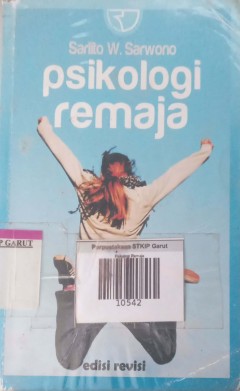 Sarlito W. Sarwono
psikologi
remaja
P GARUT
Perpustakaan STKIP Garut
10542
edisi revisi